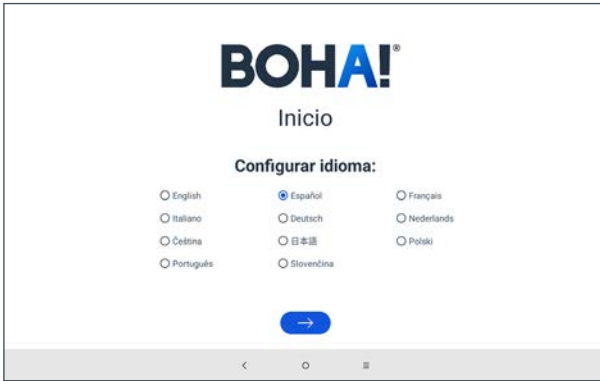 BOHA!®
Inicio
Configurar idioma:
English Español Français
Italiano Deutsch Nederlands
Čeština 日本語 Polski
Português Slovenčina